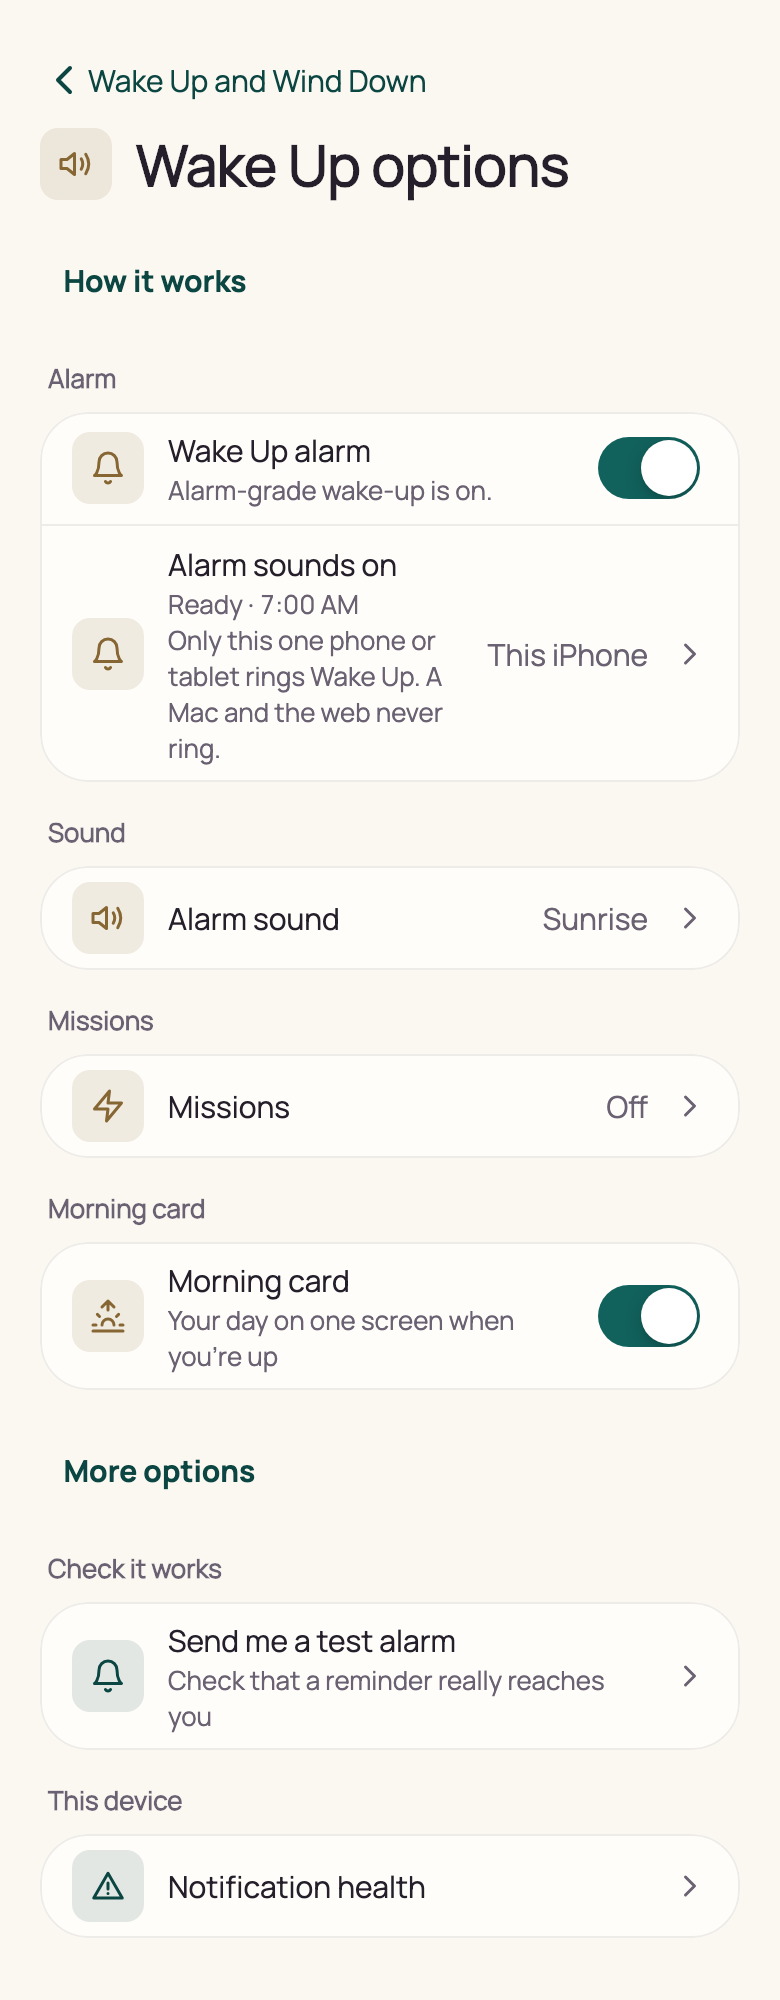 Wake Up and Wind Down
Wake Up options
How it works
Alarm
Wake Up alarm
Alarm-grade wake-up is on.
Alarm sounds on
Ready · 7:00 AM
Only this one phone or
tablet rings Wake Up. A
Mac and the web never
ring.
This iPhone
Sound
Alarm sound
Sunrise
Missions
Missions
Off
Morning card
Morning card
Your day on one screen when
you’re up
More options
Check it works
Send me a test alarm
Check that a reminder really reaches
you
This device
Notification health